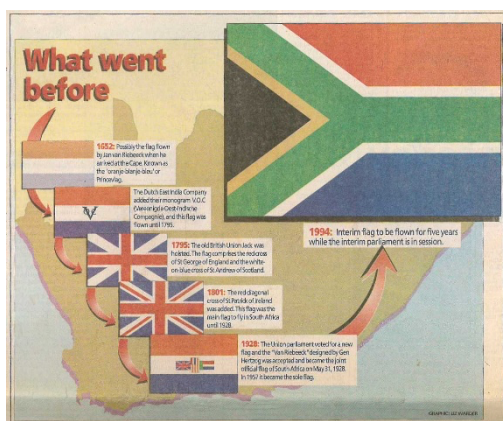 What went
before
1652: Possibly the flag flown
by Jan van Riebeeck when he
arrived at the Cape. Known as
the 'oranje-blanje-bleu' or
Princevlag.
The Dutch East India Company
added their monogram V.O.C
Compagnie), and this flag was
flown until 1795.
1795: The old British Union Jack was
hoisted. The flag comprises the red cross
of St George of England and the white-
on-blue cross of St Andrew of Scotland.
1801: The red diagonal
cross of St Patrick of Ireland
was added. This flag was the
main flag to fly in South Africa
until 1928.
1928: The Union parliament voted for a new
flag and the "Van Riebeeck" designed by Gen
Hertzog was accepted and became the joint
official flag of South Africa on May 31, 1928.
In 1957 it became the sole flag.
1994: Interim flag to be flown for five years
while the interim parliament is in session.
GRAPHIC: LIZ